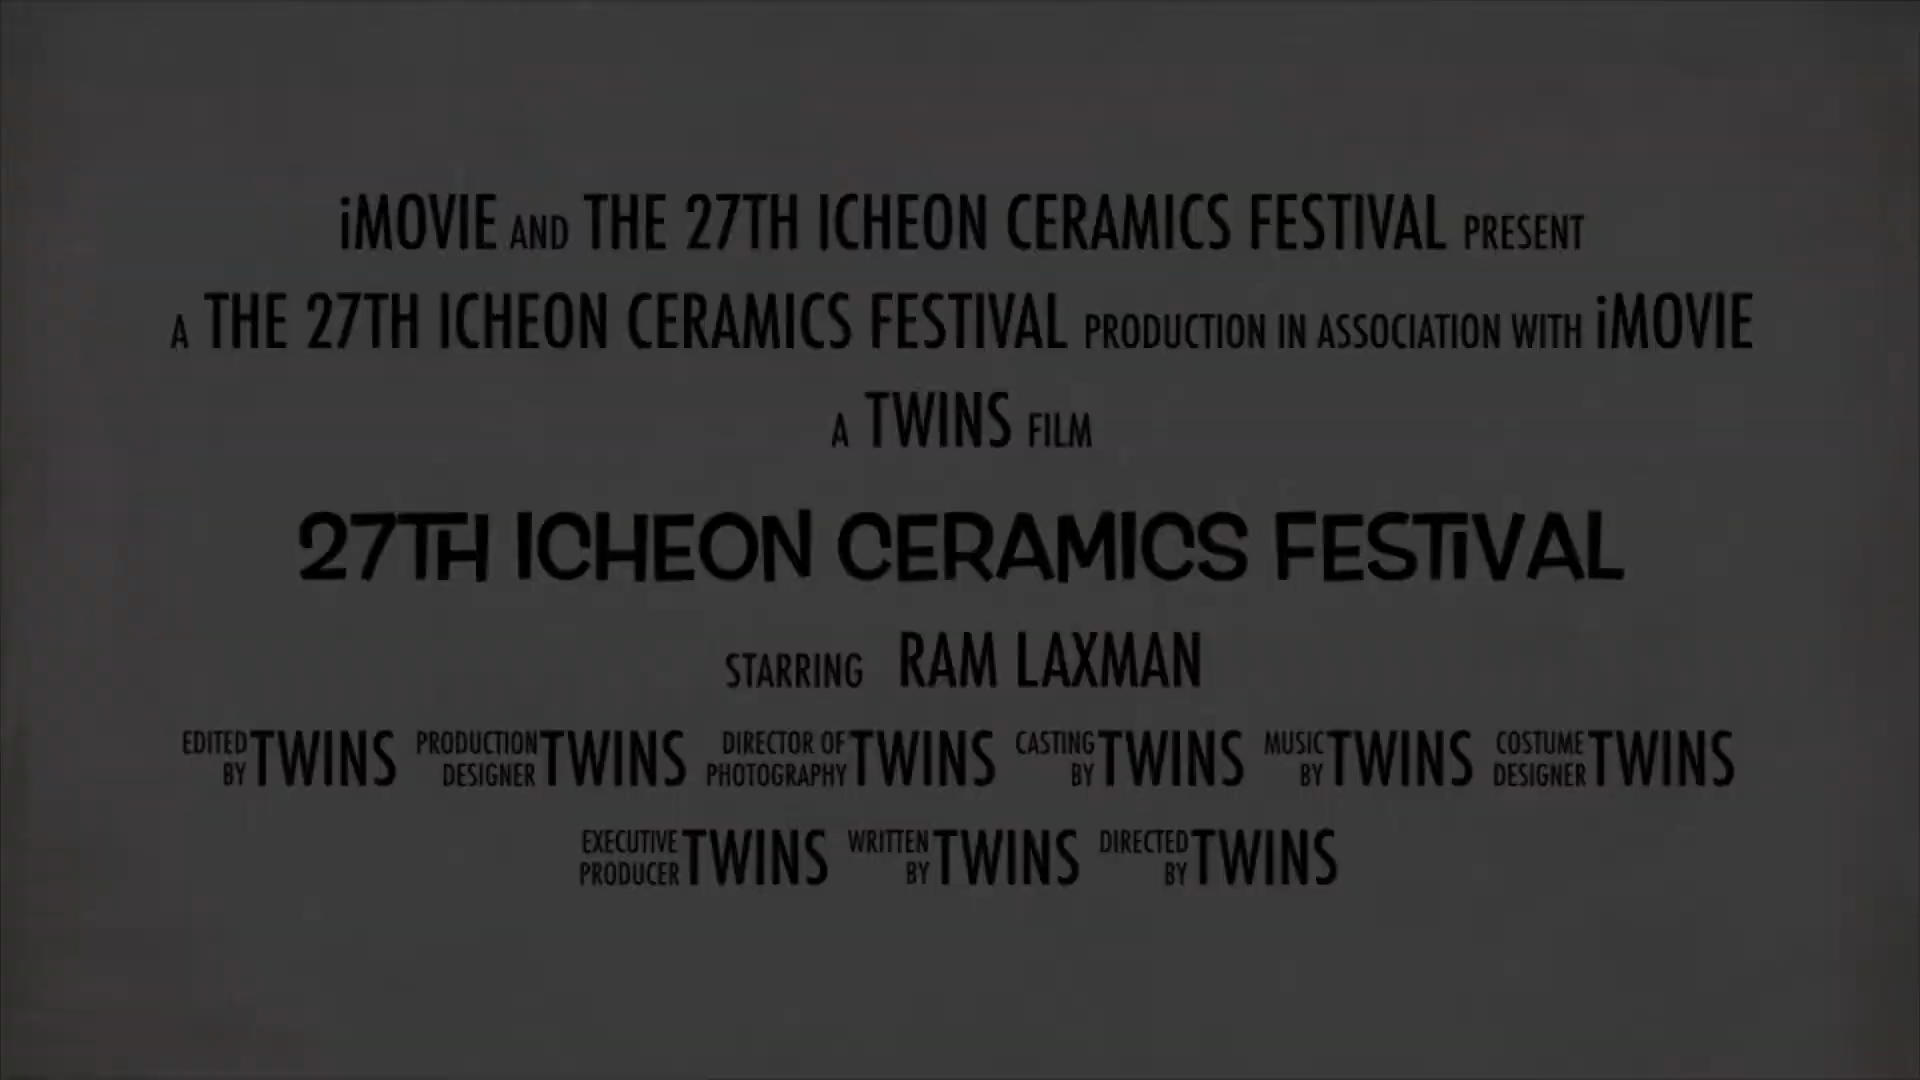 iMOVIE AND THE 27TH ICHEON CERAMICS FESTIVAL PRESENT
A THE 27TH ICHEON CERAMICS FESTIVAL PRODUCTION IN ASSOCIATION WITH iMOVIE
A TWINS FILM
27TH ICHEON CERAMICS FESTiVAL
STARRING RAM LAXMAN
EDITED BY TWINS PRODUCTION DESIGNER TWINS DIRECTOR OF PHOTOGRAPHY TWINS CASTING BY TWINS MUSIC BY TWINS COSTUME DESIGNER TWINS
EXECUTIVE PRODUCER TWINS WRITTEN BY TWINS DIRECTED BY TWINS